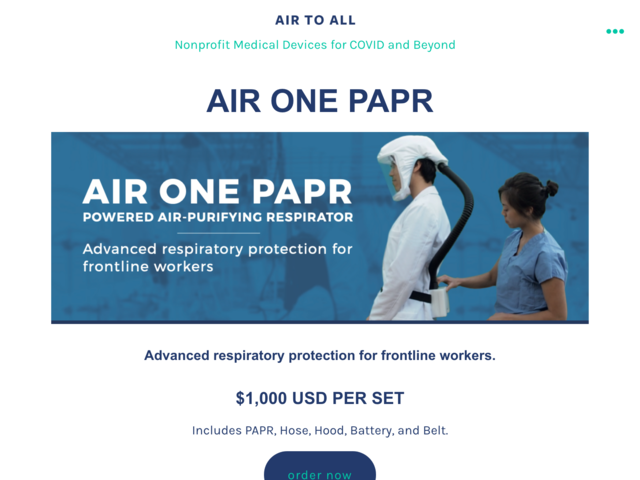 AIR TO ALL
Nonprofit Medical Devices for COVID and Beyond
AIR ONE PAPR
AIR ONE PAPR
POWERED AIR-PURIFYING RESPIRATOR
Advanced respiratory protection for
frontline workers
Advanced respiratory protection for frontline workers.
$1,000 USD PER SET
Includes PAPR, Hose, Hood, Battery, and Belt.
order now